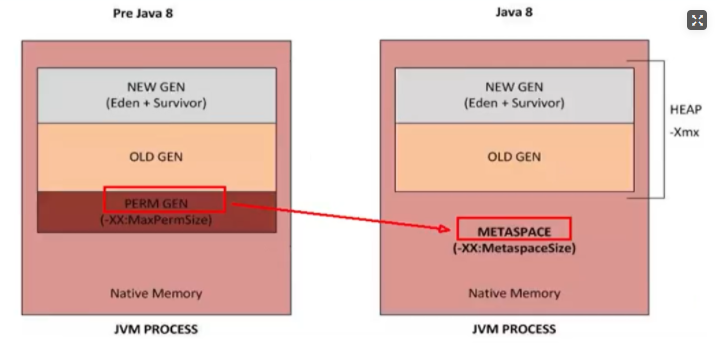 Pre Java 8
NEW GEN
(Eden + Survivor)
OLD GEN
PERM GEN
(-XX:MaxPermSize)
Native Memory
JVM PROCESS
Java 8
NEW GEN
(Eden + Survivor)
OLD GEN
HEAP
-Xmx
METASPACE
(-XX:MetaspaceSize)
Native Memory
JVM PROCESS